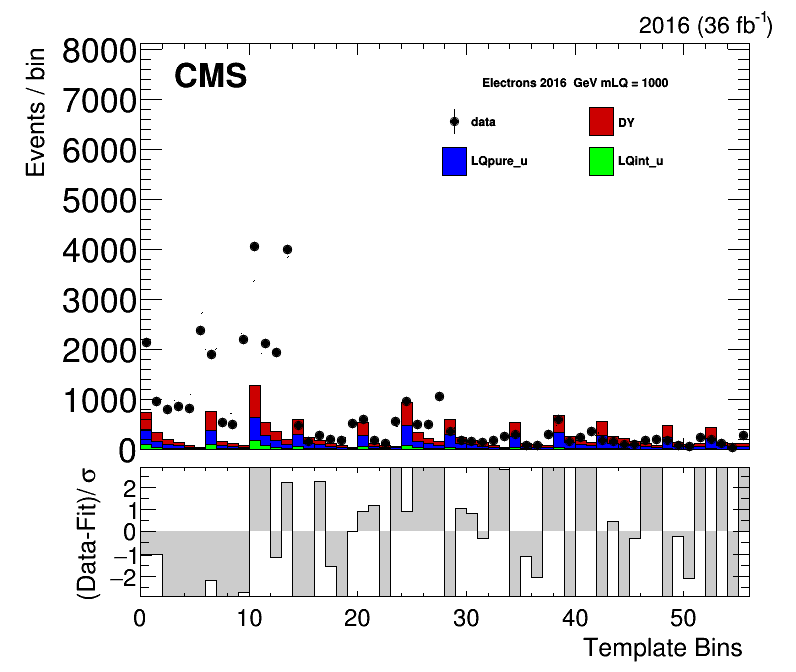 2016 (36 fb-1)
CMS
Electrons 2016 GeV mLQ = 1000
data
DY
LQpure_u
LQint_u
Events / bin
8000
7000
6000
5000
4000
3000
2000
1000
0
(Data-Fit)/ σ
2
1
0
−1
−2
0 10 20 30 40 50
Template Bins